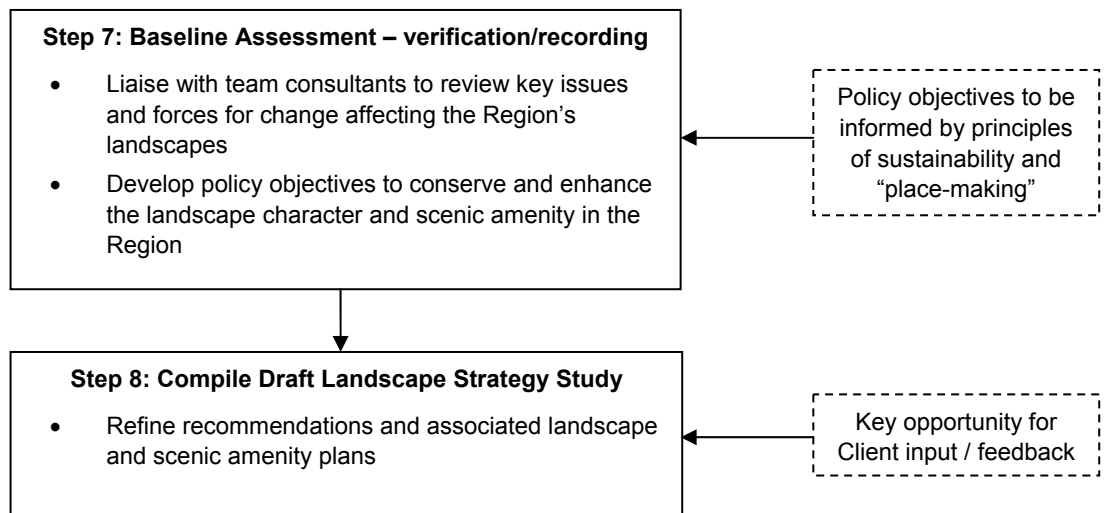 Step 7: Baseline Assessment – verification/recording
• Liaise with team consultants to review key issues
and forces for change affecting the Region’s
landscapes
• Develop policy objectives to conserve and enhance
the landscape character and scenic amenity in the
Region
Policy objectives to be
informed by principles
of sustainability and
“place-making”
Step 8: Compile Draft Landscape Strategy Study
• Refine recommendations and associated landscape
and scenic amenity plans
Key opportunity for
Client input / feedback